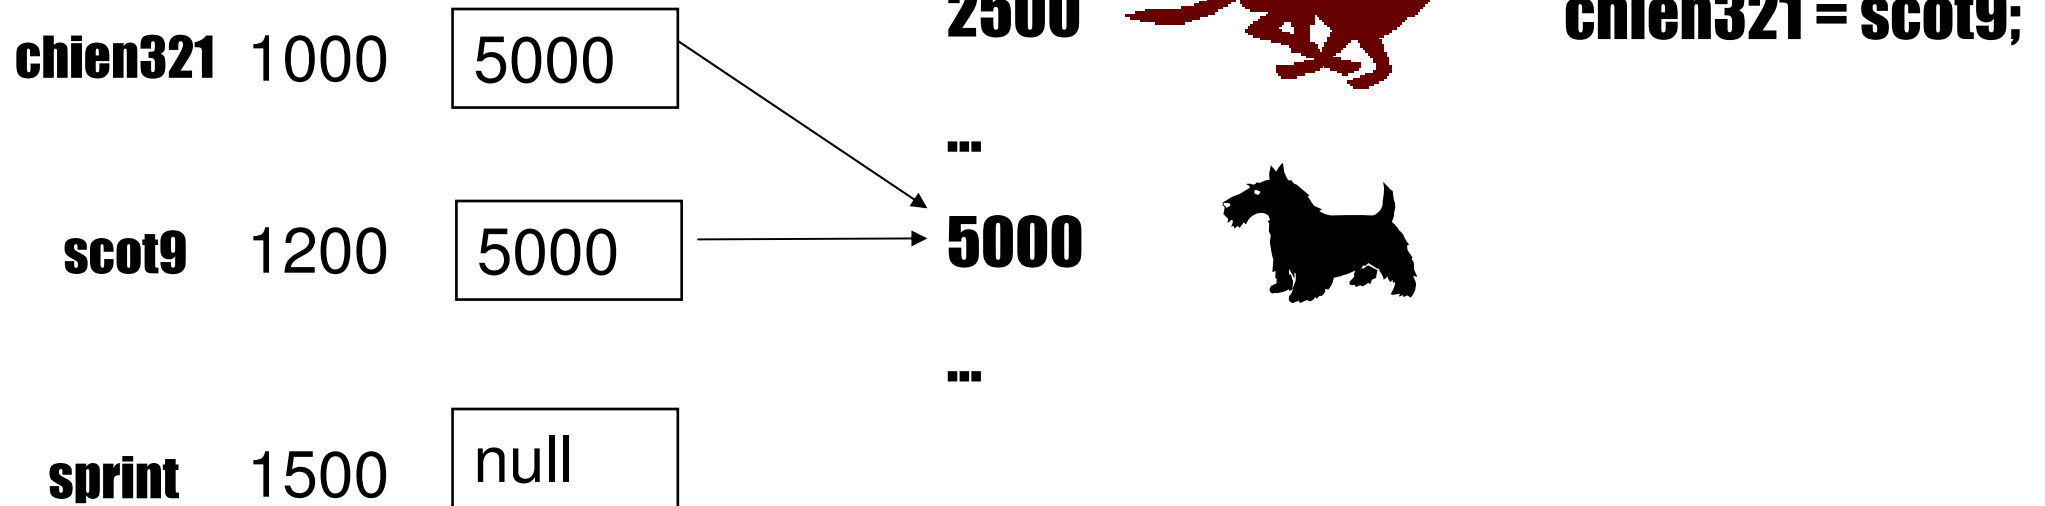 2500
chien321 = scot9;
chien321 1000 5000
...
scot9 1200 5000 5000
...
sprint 1500 null